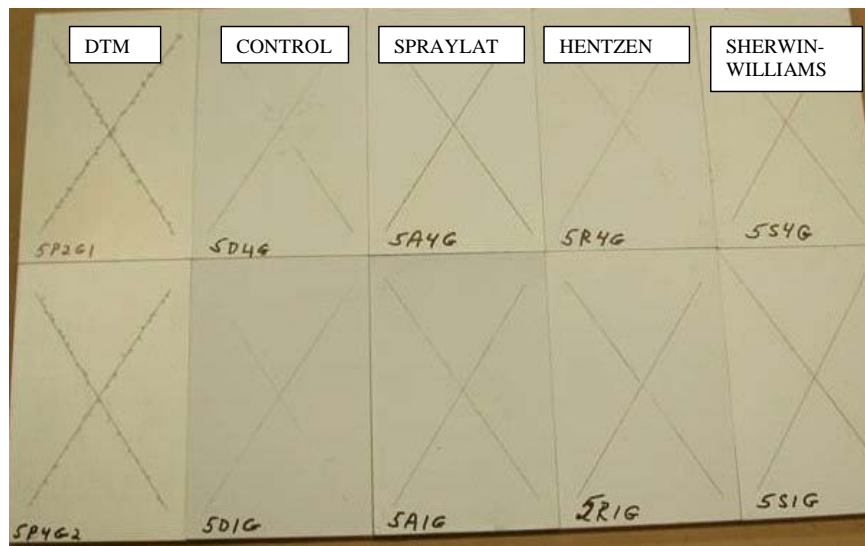 DTM
CONTROL
SPRAYLAT
HENTZEN
SHERWIN-
WILLIAMS
5P2G1
5D4G
5A4G
5R4G
5S4G
5P4G2
5D1G
5A1G
5R1G
5S1G